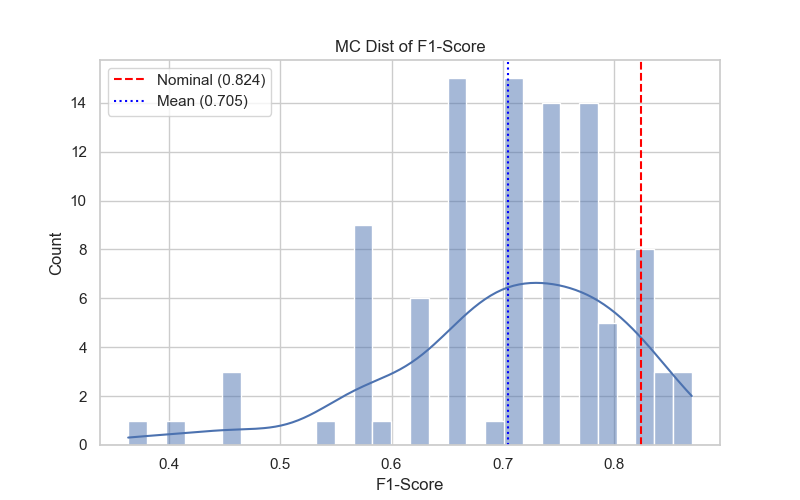 MC Dist of F1-Score
Nominal (0.824)
Mean (0.705)
Count
14
12
10
8
6
4
2
0
0.4 0.5 0.6 0.7 0.8
F1-Score